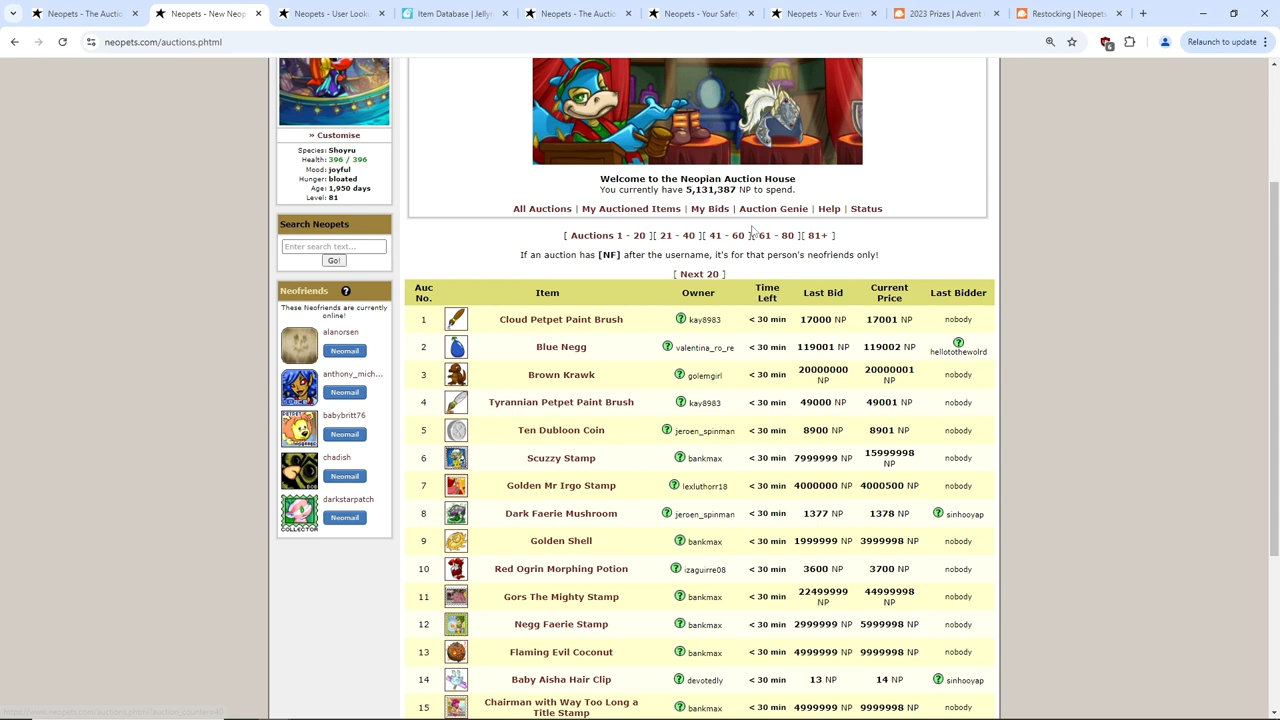 Neopets - The Auction
Neopets - New Neop
Neopets - User Looku
Item Database | Jelly
Neopets - The Auctio
Neopets - Your Safety
Neopets - Your Event
2023 Prizes | Advent
Restocking | Neopets
neopets.com/auctions.phtml
6
Relaunch to update
» Customise
Species: Shoyru
Health: 396 / 396
Mood: joyful
Hunger: bloated
Age: 1,950 days
Level: 81
Search Neopets
Enter search text...
Go!
Neofriends
These Neofriends are currently online!
alanorsen
Neomail
anthony_mich...
Neomail
babybritt76
Neomail
chadish
Neomail
darkstarpatch
Neomail
COLLECTOR
Welcome to the Neopian Auction House
You currently have 5,131,387 NP to spend.
All Auctions | My Auctioned Items | My Bids | Auction Genie | Help | Status
[ Auctions 1 - 20 ][ 21 - 40 ][ 41 - 60 ][ 61 - 80 ][ 81+ ]
If an auction has [NF] after the username, it's for that person's neofriends only!
[ Next 20 ]
Auc No. Item Owner Time Left Last Bid Current Price Last Bidder
1 Cloud Petpet Paint Brush kay8983 < 30 min 17000 NP 17001 NP nobody
2 Blue Negg valentina_ro_re < 30 min 119001 NP 119002 NP hellotothewolrd
3 Brown Krawk golemgirl < 30 min 20000000 NP 20000001 NP nobody
4 Tyrannian Petpet Paint Brush kay8983 < 30 min 49000 NP 49001 NP nobody
5 Ten Dubloon Coin jeroen_spinman < 30 min 8900 NP 8901 NP nobody
6 Scuzzy Stamp bankmax < 30 min 7999999 NP 15999998 NP nobody
7 Golden Mr Irgo Stamp lexluthorr18 < 30 min 4000000 NP 4000500 NP nobody
8 Dark Faerie Mushroom jeroen_spinman < 30 min 1377 NP 1378 NP sinhooyap
9 Golden Shell bankmax < 30 min 1999999 NP 3999998 NP nobody
10 Red Ogrin Morphing Potion izaguirre08 < 30 min 3600 NP 3700 NP nobody
11 Gors The Mighty Stamp bankmax < 30 min 22499999 NP 44999998 NP nobody
12 Negg Faerie Stamp bankmax < 30 min 2999999 NP 5999998 NP nobody
13 Flaming Evil Coconut bankmax < 30 min 4999999 NP 9999998 NP nobody
14 Baby Aisha Hair Clip devotedly < 30 min 13 NP 14 NP sinhooyap
15 Chairman with Way Too Long a Title Stamp bankmax < 30 min 4999999 NP 9999998 NP nobody